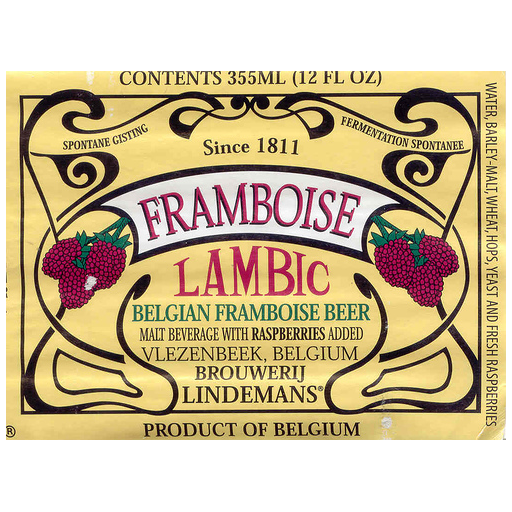 CONTENTS 355ML (12 FL OZ)
SPONTANE GISTING
FERMENTATION SPONTANEE
Since 1811
FRAMBOISE
LAMBIC
BELGIAN FRAMBOISE BEER
MALT BEVERAGE WITH RASPBERRIES ADDED
VLEZENBEEK, BELGIUM
BROUWERIJ
LINDEMANS®
PRODUCT OF BELGIUM
®
WATER, BARLEY-MALT, WHEAT, HOPS, YEAST AND FRESH RASPBERRIES